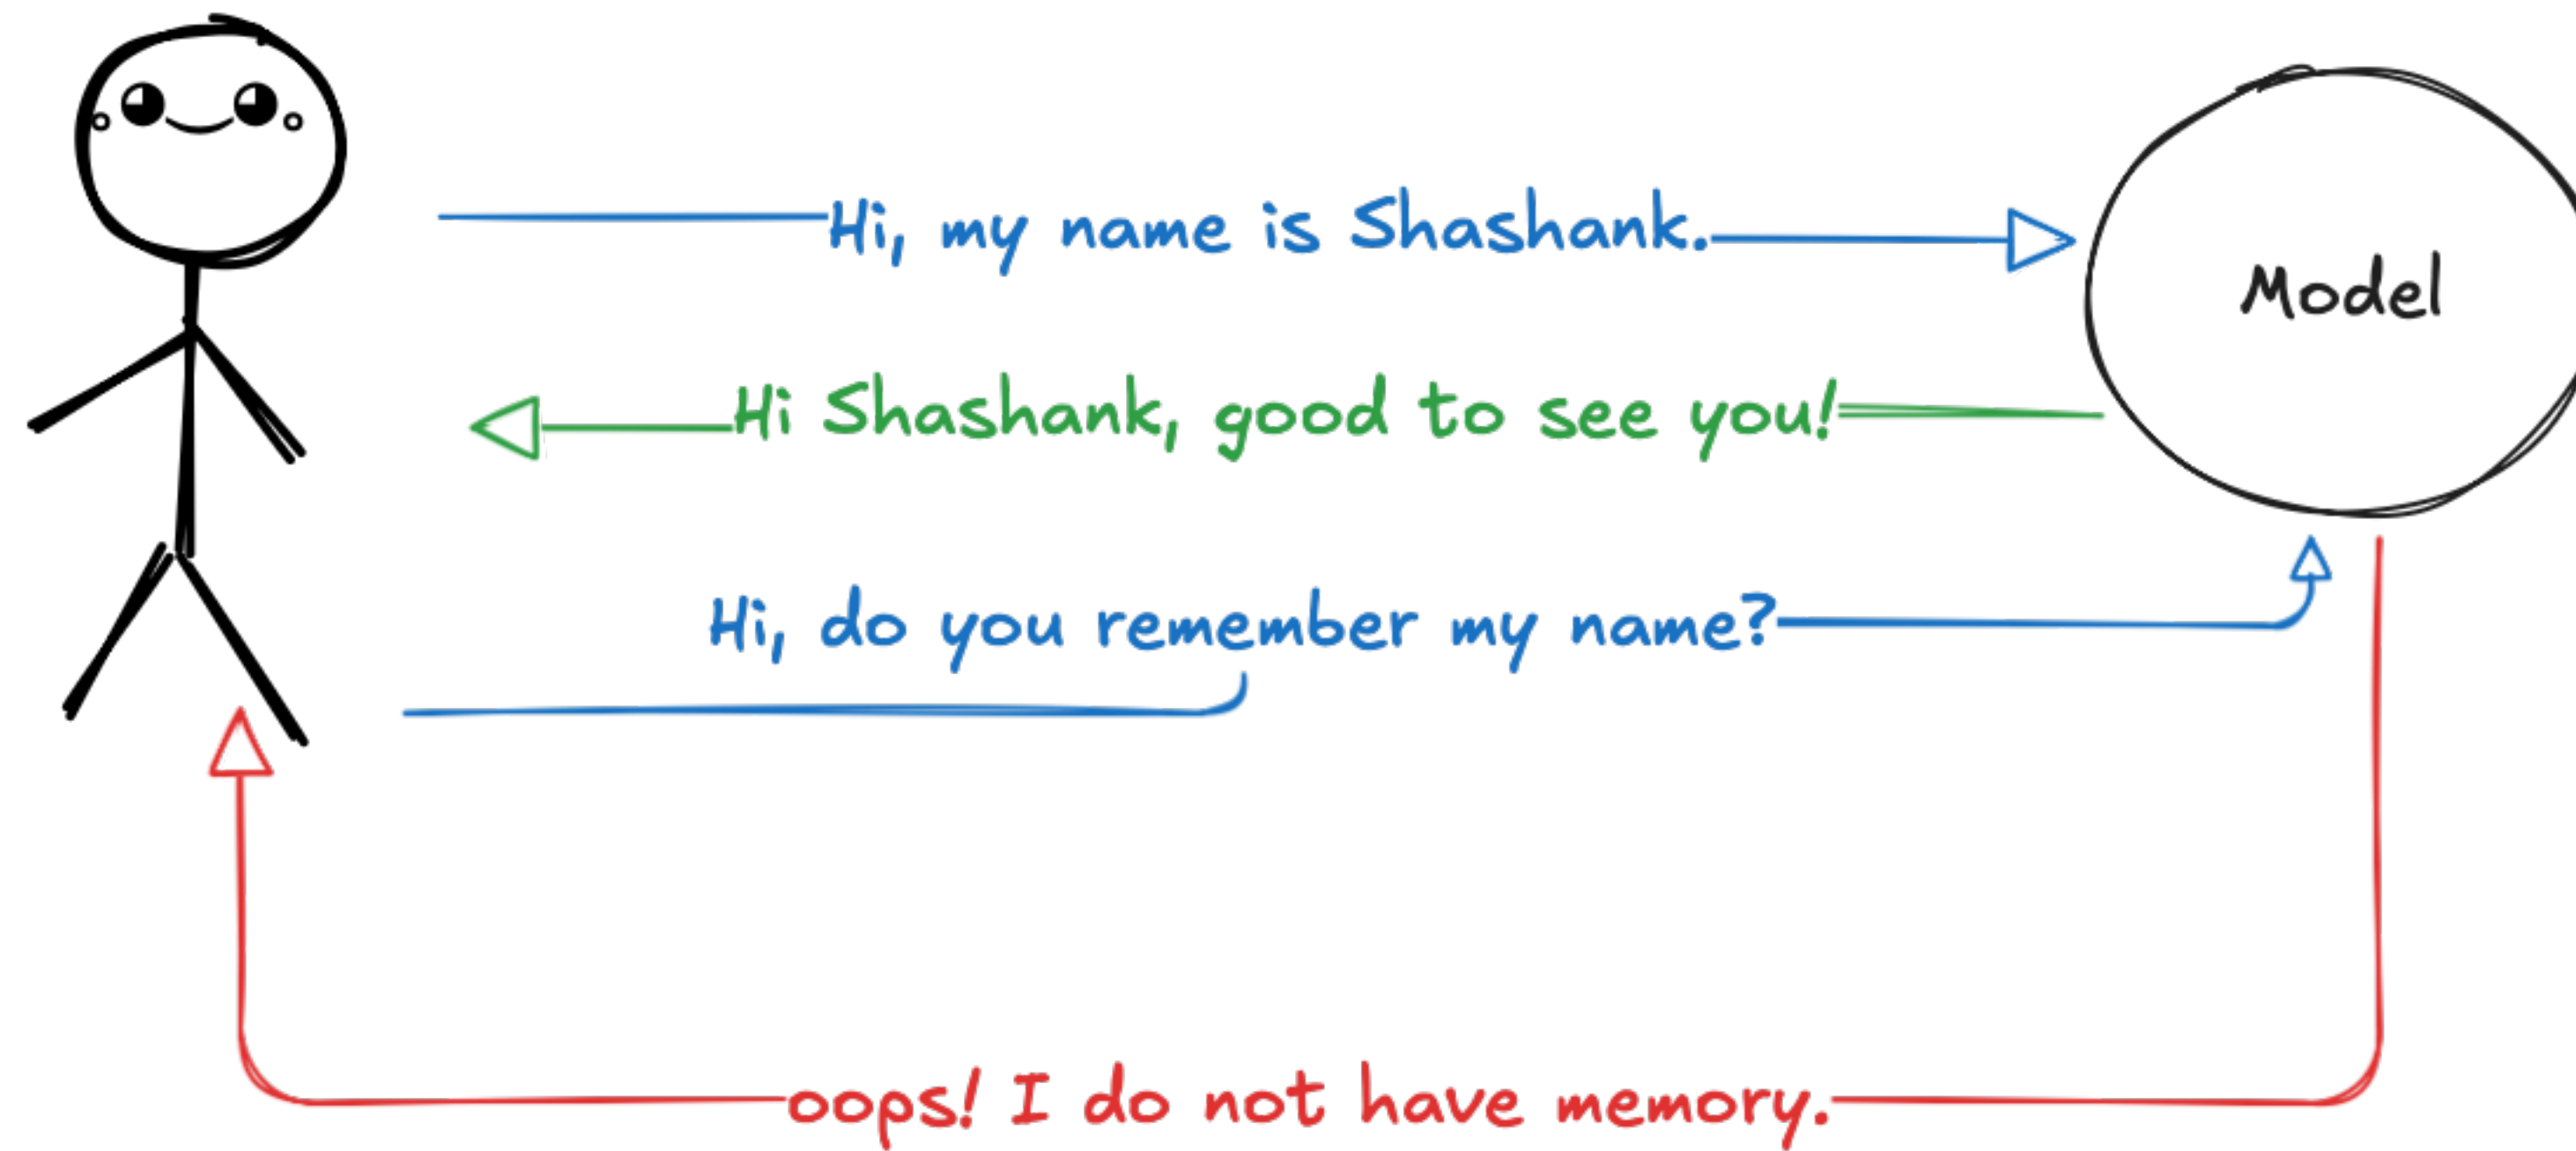 Hi, my name is Shashank.
Model
Hi Shashank, good to see you!
Hi, do you remember my name?
oops! I do not have memory.